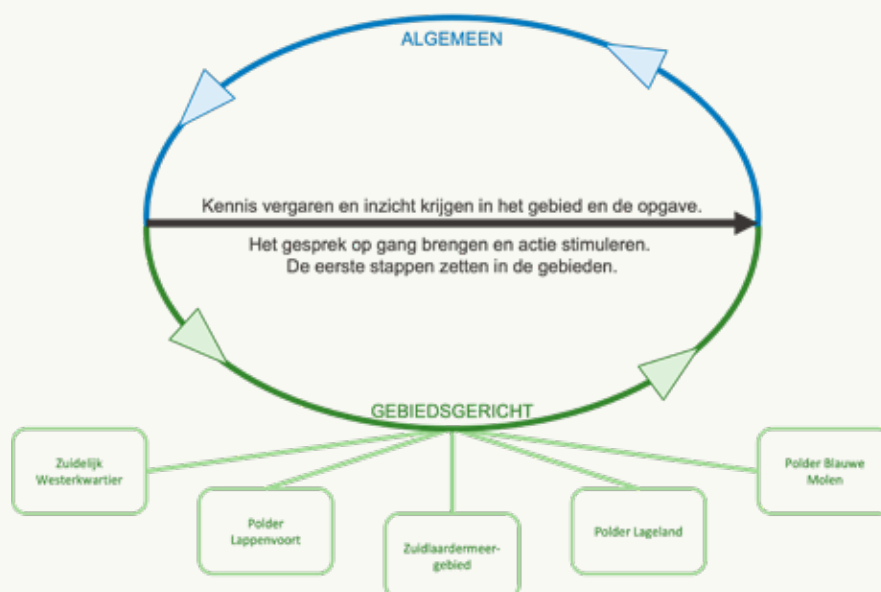 ALGEMEEN
Kennis vergaren en inzicht krijgen in het gebied en de opgave.
Het gesprek op gang brengen en actie stimuleren.
De eerste stappen zetten in de gebieden.
GEBIEDSGERICHT
Zuidelijk
Westerkwartier
Polder
Lappenvoort
Zuidlaardermeer-
gebied
Polder Lageland
Polder Blauwe
Molen